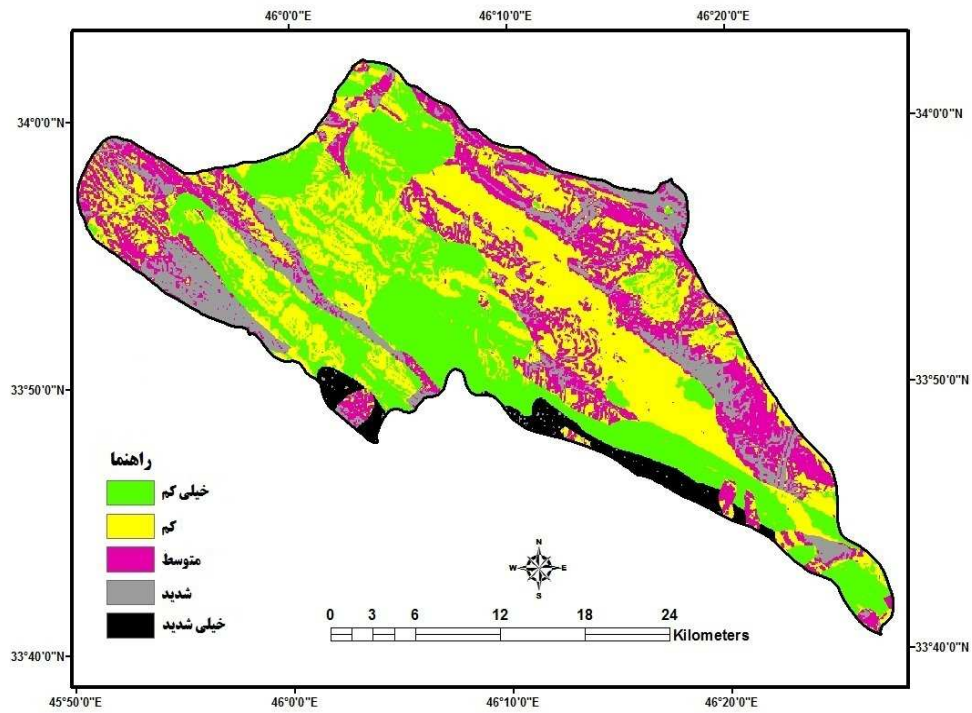 46°0'0"E 46°10'0"E 46°20'0"E
34°0'0"N 34°0'0"N
33°50'0"N 33°50'0"N
راهنما
خیلی کم
کم
متوسط
شدید
خیلی شدید
N
W E
S
0 3 6 12 18 24
Kilometers
33°40'0"N 33°40'0"N
45°50'0"E 46°0'0"E 46°10'0"E 46°20'0"E